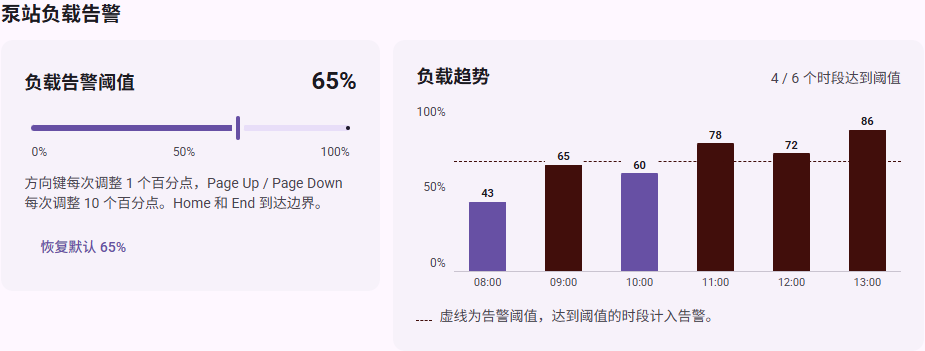 泵站负载告警
负载告警阈值 65%
0% 50% 100%
方向键每次调整 1 个百分点，Page Up / Page Down
每次调整 10 个百分点。Home 和 End 到达边界。
恢复默认 65%
负载趋势 4 / 6 个时段达到阈值
100%
50%
0%
43 65 60 78 72 86
08:00 09:00 10:00 11:00 12:00 13:00
虚线为告警阈值，达到阈值的时段计入告警。